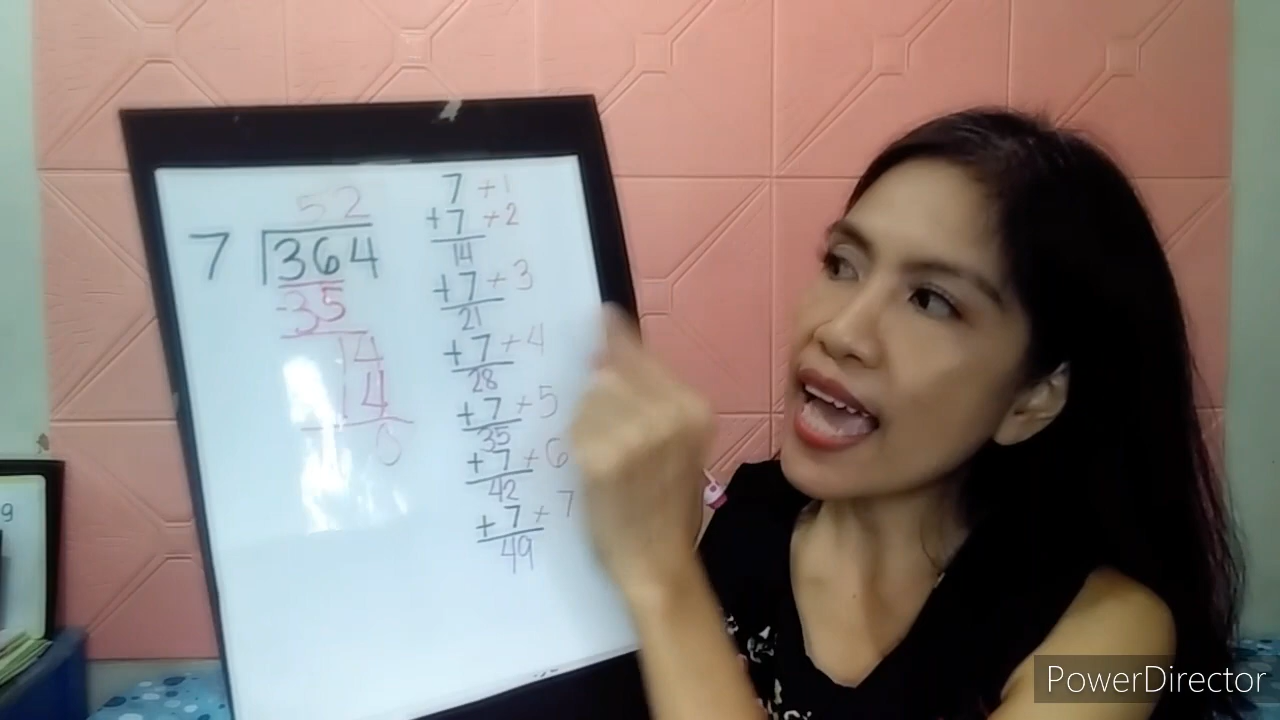 52
7 364
-35
14
14
0
7 + 1
+ 7 + 2
14
+ 7 + 3
21
+ 7 + 4
28
+ 7 + 5
35
+ 7 + 6
42
+ 7 + 7
49
9
PowerDirector